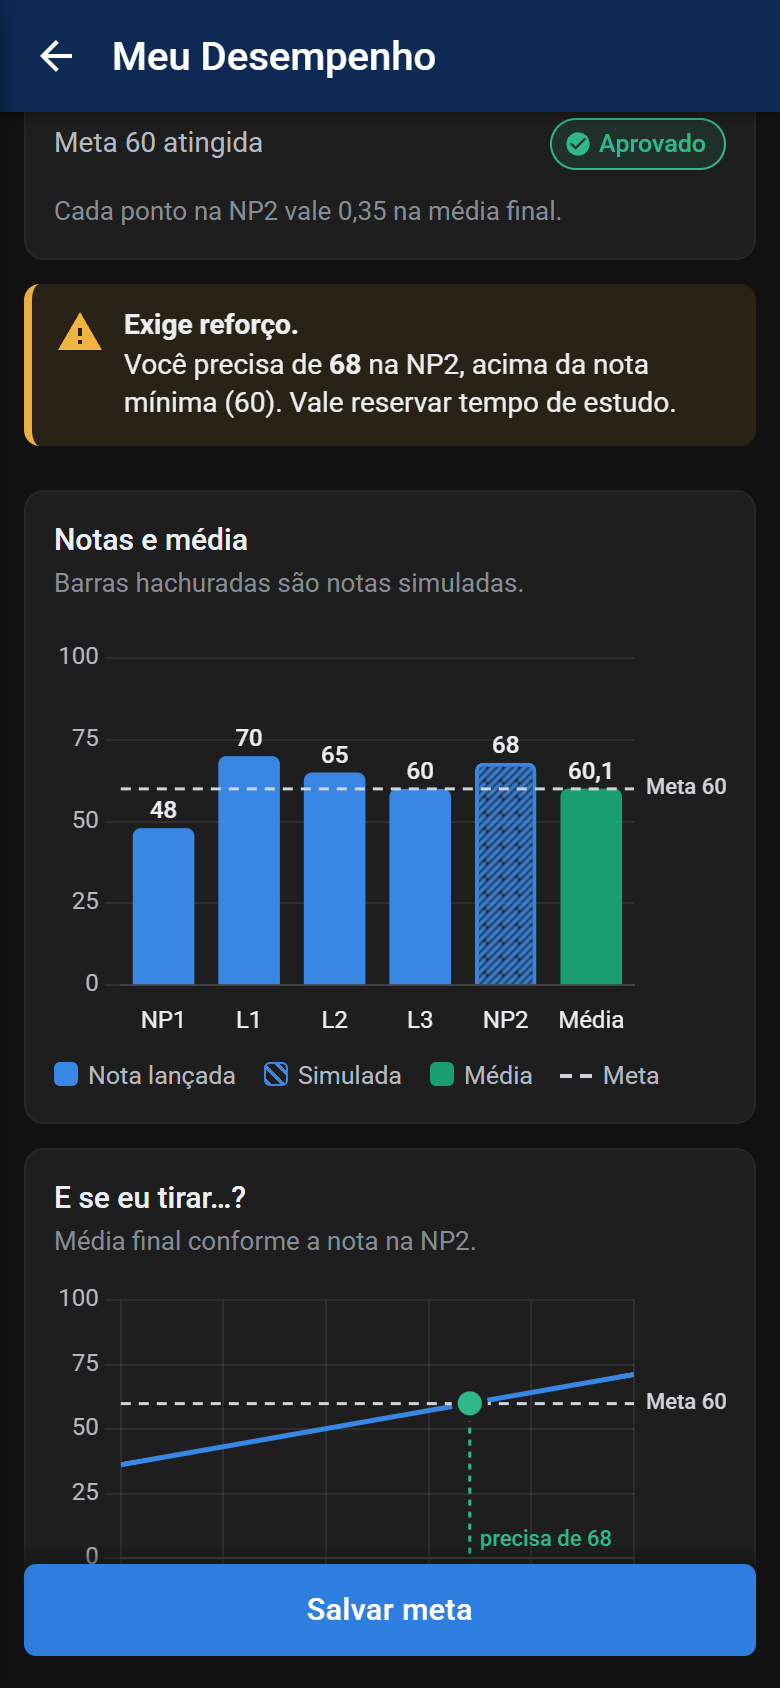 Meu Desempenho
Meta 60 atingida
Aprovado
Cada ponto na NP2 vale 0,35 na média final.
Exige reforço.
Você precisa de 68 na NP2, acima da nota
mínima (60). Vale reservar tempo de estudo.
Notas e média
Barras hachuradas são notas simuladas.
100
75
50
25
0
48
70
65
60
68
60,1
Meta 60
NP1
L1
L2
L3
NP2
Média
Nota lançada
Simulada
Média
Meta
E se eu tirar...?
Média final conforme a nota na NP2.
100
75
50
25
0
Meta 60
precisa de 68
Salvar meta